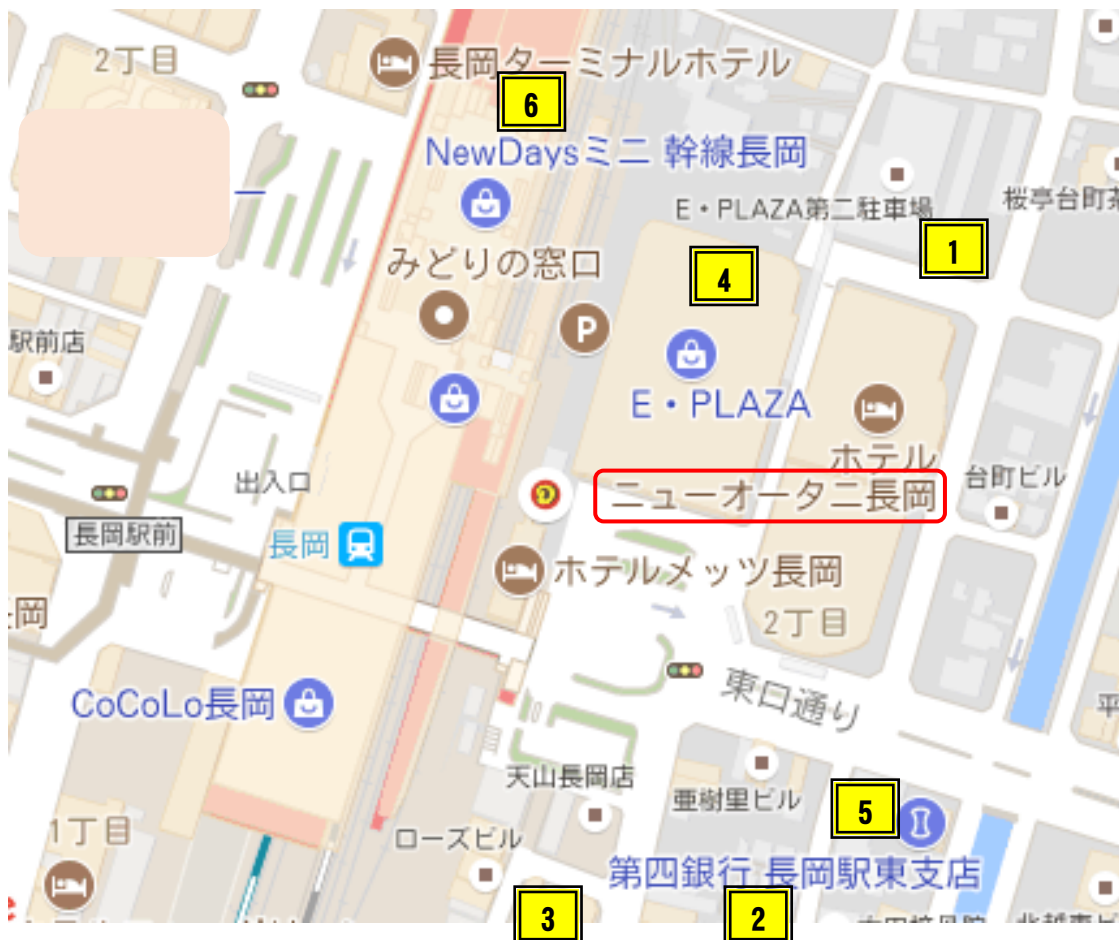 2丁目
長岡ターミナルホテル
6
NewDaysミニ 幹線長岡
E・PLAZA第二駐車場
桜亭台町茶
1
みどりの窓口
4
P
駅前店
E・PLAZA
ホテル
ニューオータニ長岡
台町ビル
出入口
長岡駅前
長岡
ホテルメッツ長岡
岡
2丁目
東口通り
CoCoLo長岡
平
天山長岡店
亜樹里ビル
5
1丁目
ローズビル
第四銀行 長岡駅東支店
3
2